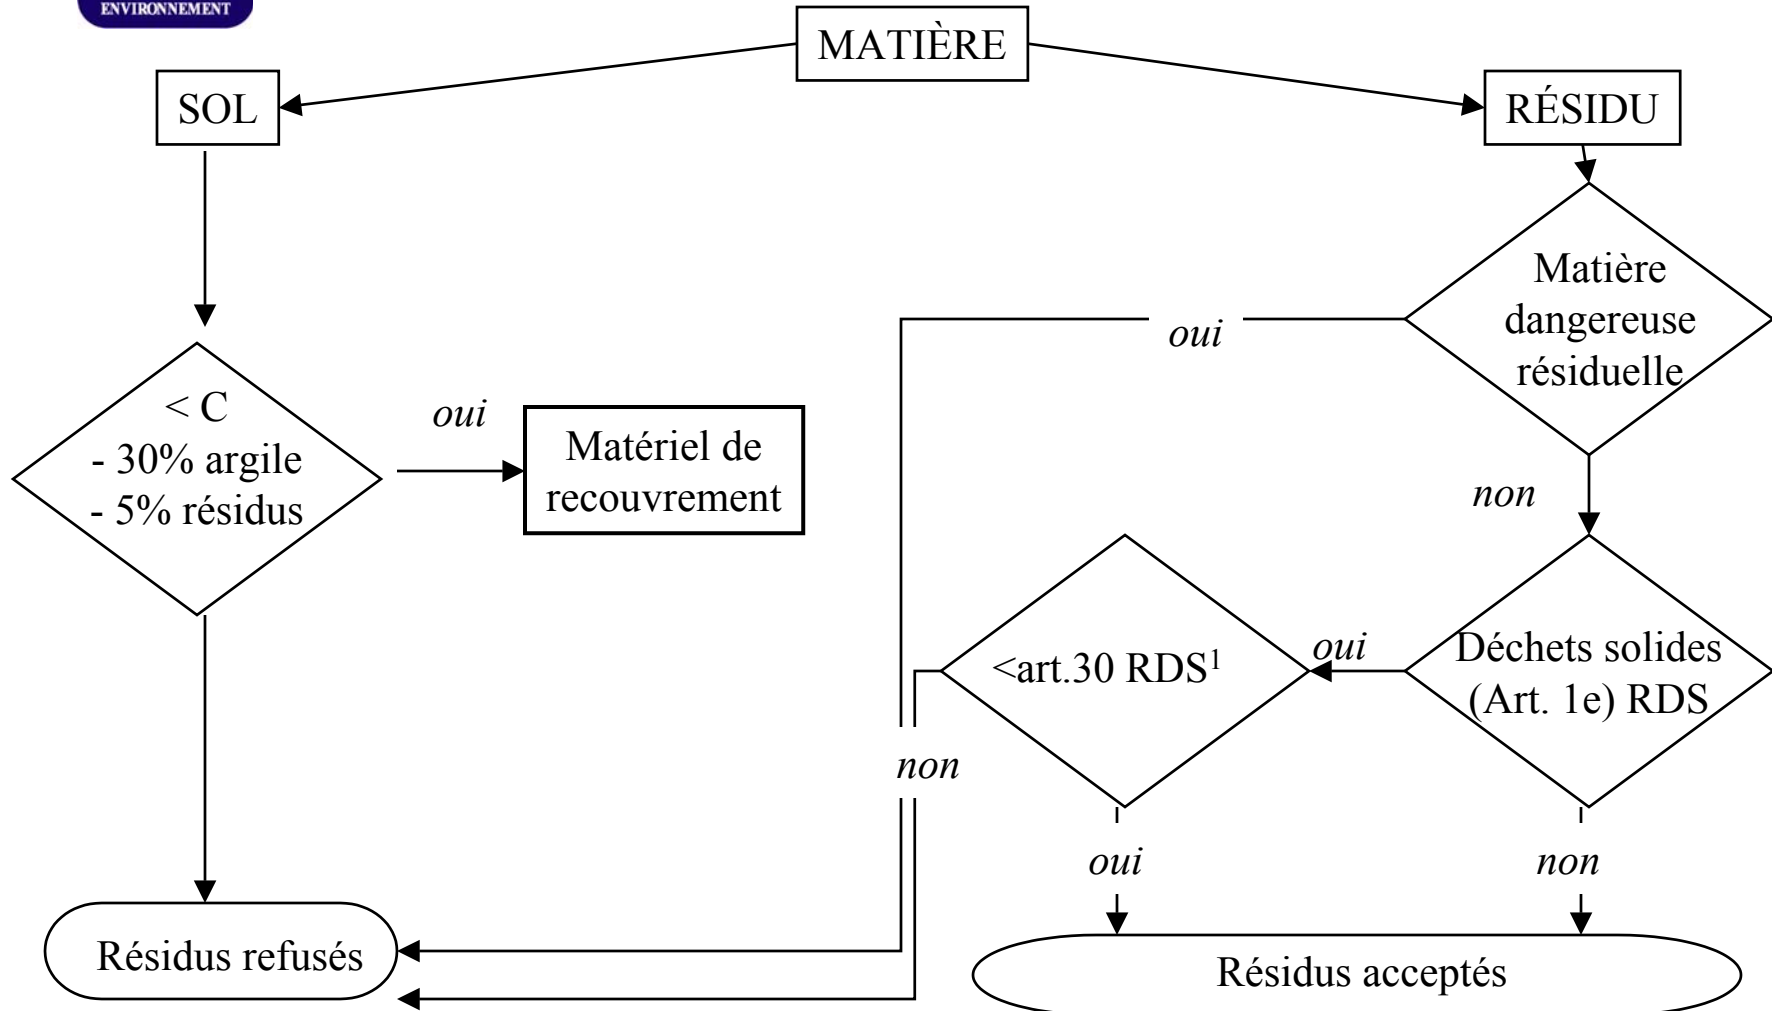 ENVIRONNEMENT
MATIÈRE
SOL
RÉSIDU
Matière
dangereuse
résiduelle
oui
< C
- 30% argile
- 5% résidus
oui
Matériel de
recouvrement
non
<art.30 RDS¹
oui
Déchets solides
(Art. 1e) RDS
non
oui
non
Résidus refusés
Résidus acceptés